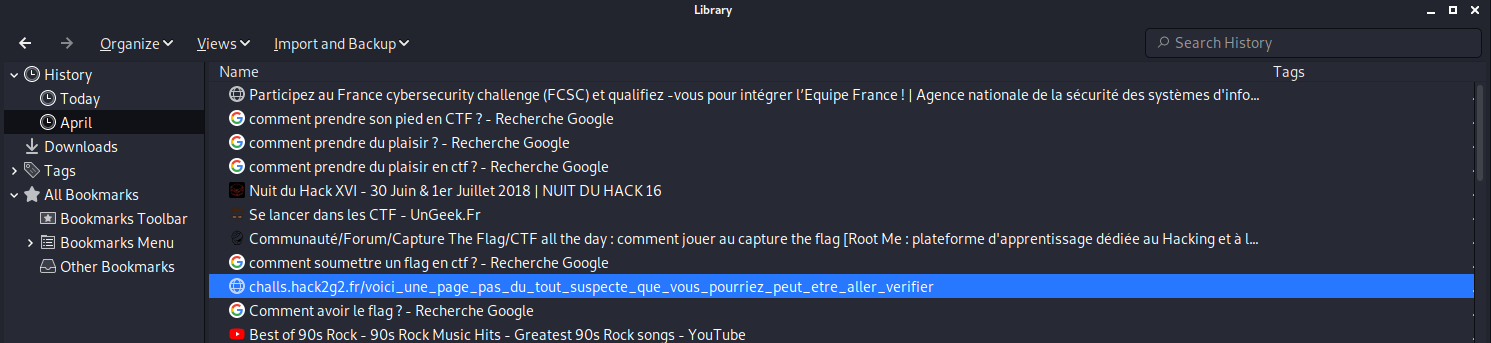 Library
Organize Views Import and Backup Search History
Name Tags
History
Today
April
Downloads
Tags
All Bookmarks
Bookmarks Toolbar
Bookmarks Menu
Other Bookmarks
Participez au France cybersecurity challenge (FCSC) et qualifiez -vous pour intégrer l’Equipe France ! | Agence nationale de la sécurité des systèmes d'info...
comment prendre son pied en CTF ? - Recherche Google
comment prendre du plaisir ? - Recherche Google
comment prendre du plaisir en ctf ? - Recherche Google
Nuit du Hack XVI - 30 Juin & 1er Juillet 2018 | NUIT DU HACK 16
Se lancer dans les CTF - UnGeek.Fr
Communauté/Forum/Capture The Flag/CTF all the day : comment jouer au capture the flag [Root Me : plateforme d'apprentissage dédiée au Hacking et à l...
comment soumettre un flag en ctf ? - Recherche Google
challs.hack2g2.fr/voici_une_page_pas_du_tout_suspecte_que_vous_pourriez_peut_etre_aller_verifier
Comment avoir le flag ? - Recherche Google
Best of 90s Rock - 90s Rock Music Hits - Greatest 90s Rock songs - YouTube